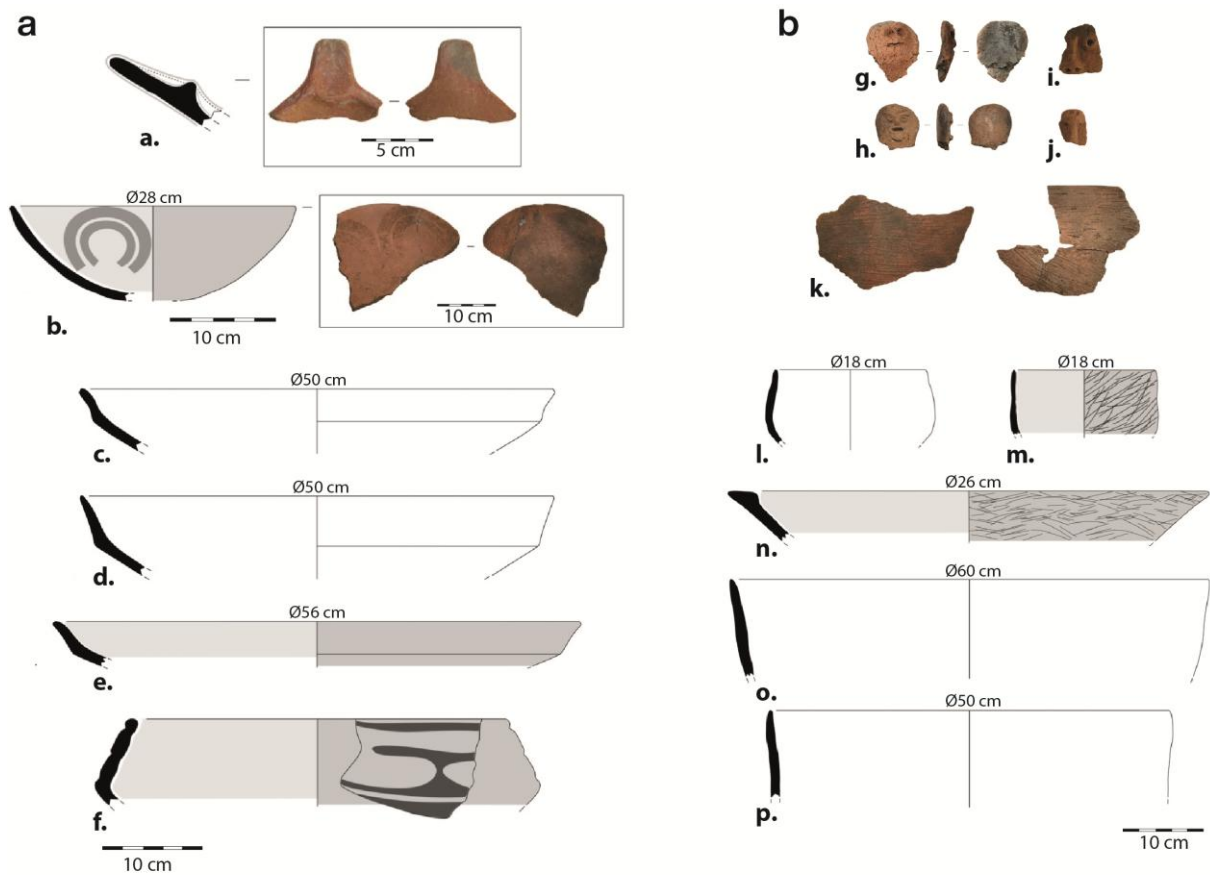 a
a.
5 cm
Ø28 cm
b.
10 cm
10 cm
Ø50 cm
c.
Ø50 cm
d.
Ø56 cm
e.
f.
10 cm
b
g.
i.
h.
j.
k.
Ø18 cm
Ø18 cm
l.
m.
Ø26 cm
n.
Ø60 cm
o.
Ø50 cm
p.
10 cm